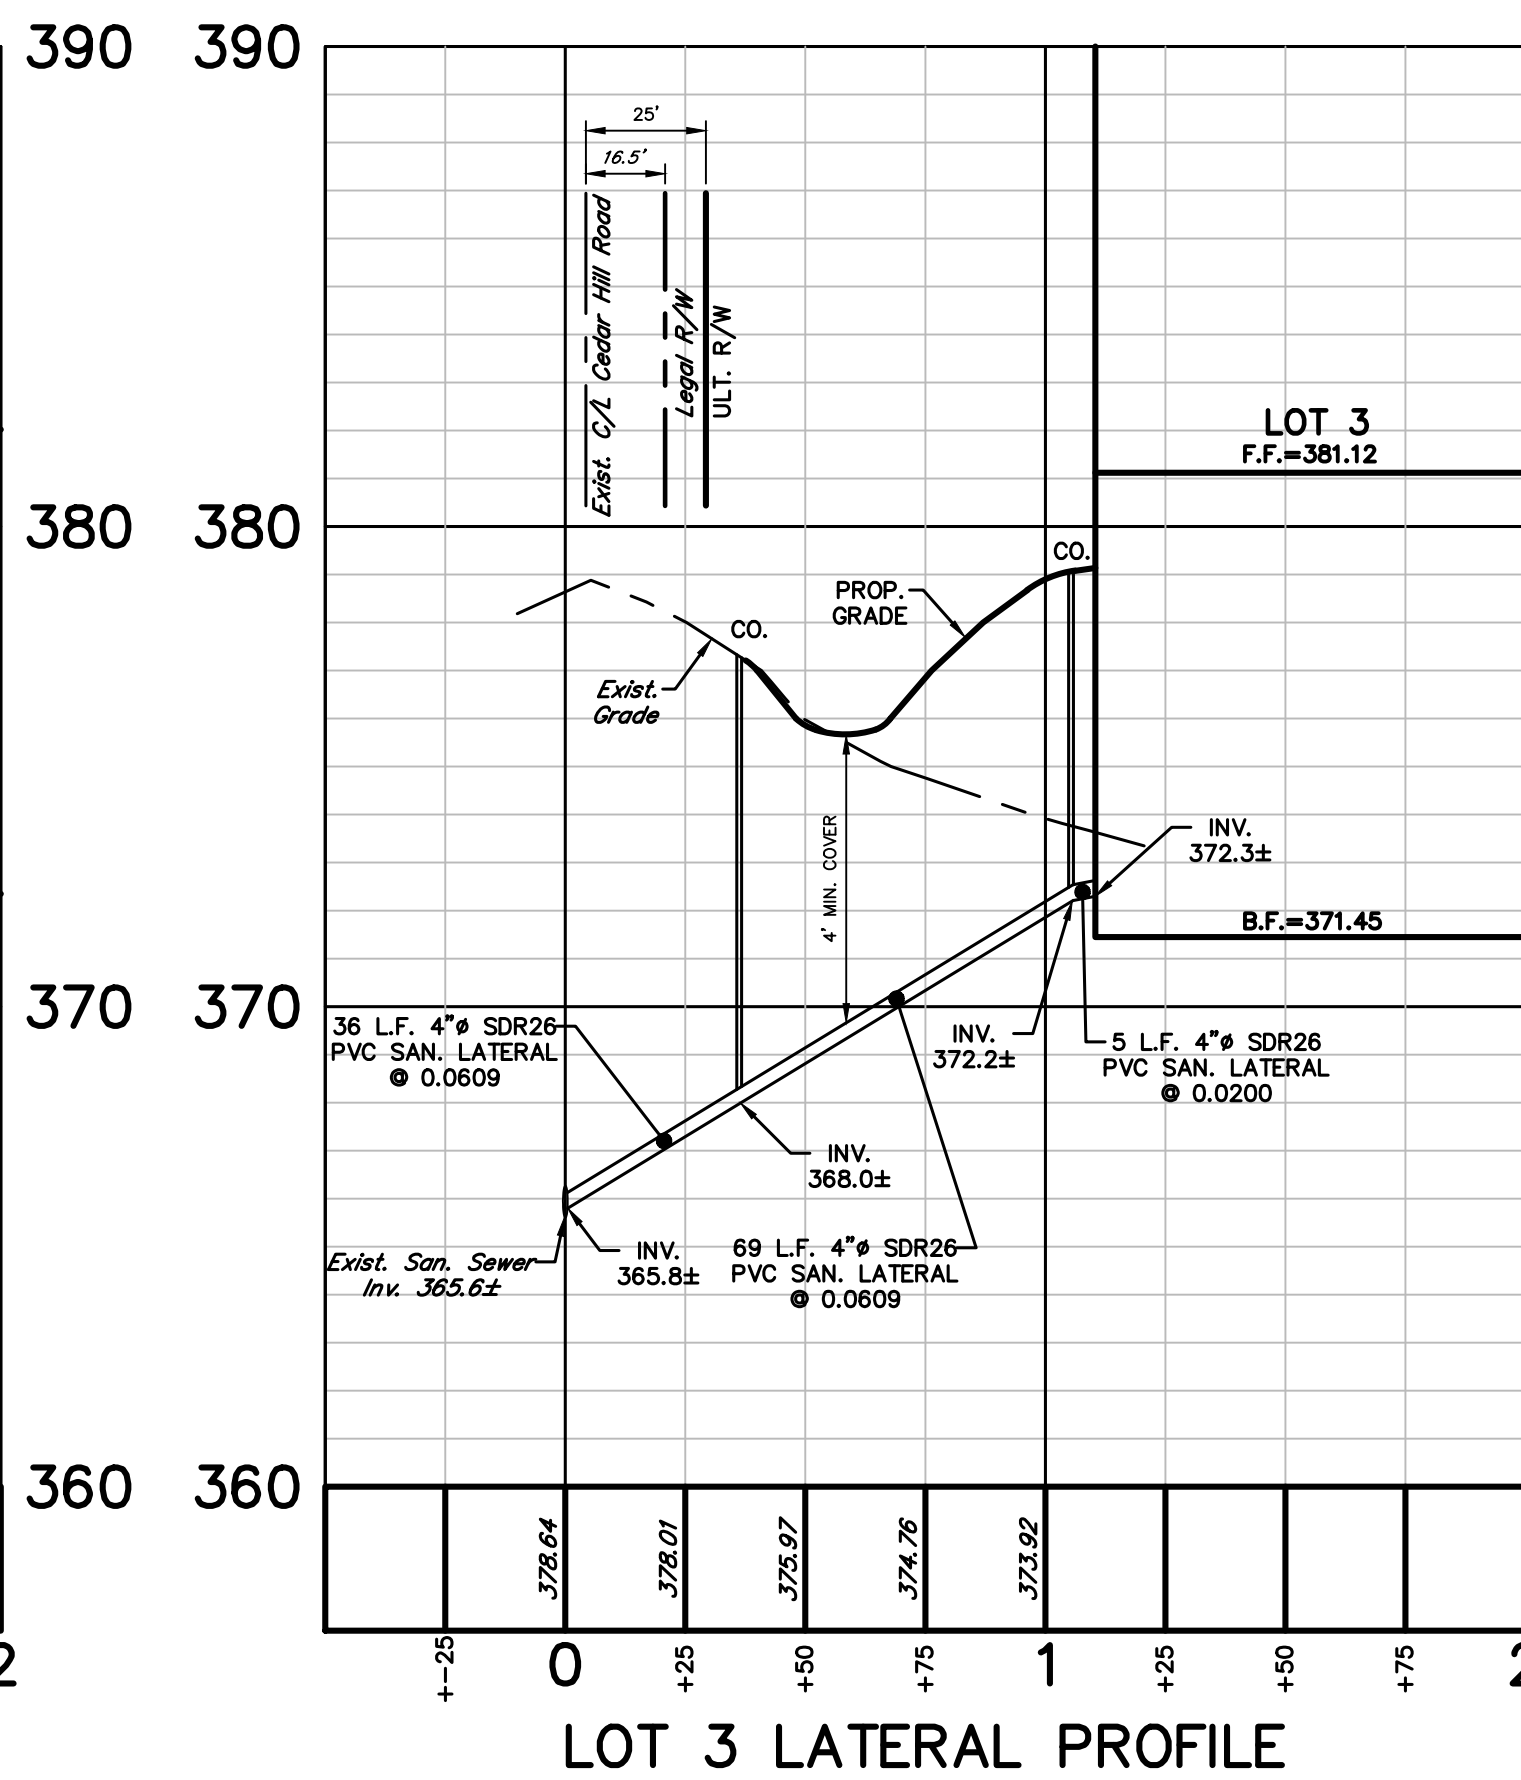 390
390
25'
16.5'
Exist. C/L Cedar Hill Road
Legal R/W
ULT. R/W
LOT 3
F.F.=381.12
380
380
CO.
PROP.
GRADE
CO.
Exist.
Grade
4' MIN. COVER
INV.
372.3±
B.F.=371.45
370
370
36 L.F. 4"ø SDR26
PVC SAN. LATERAL
@ 0.0609
INV.
372.2±
5 L.F. 4"ø SDR26
PVC SAN. LATERAL
@ 0.0200
INV.
368.0±
Exist. San. Sewer
Inv. 365.6±
INV.
365.8±
69 L.F. 4"ø SDR26
PVC SAN. LATERAL
@ 0.0609
360
360
378.64
378.01
375.97
374.76
373.92
2
+-25
0
+25
+50
+75
1
+25
+50
+75
2
LOT 3 LATERAL PROFILE